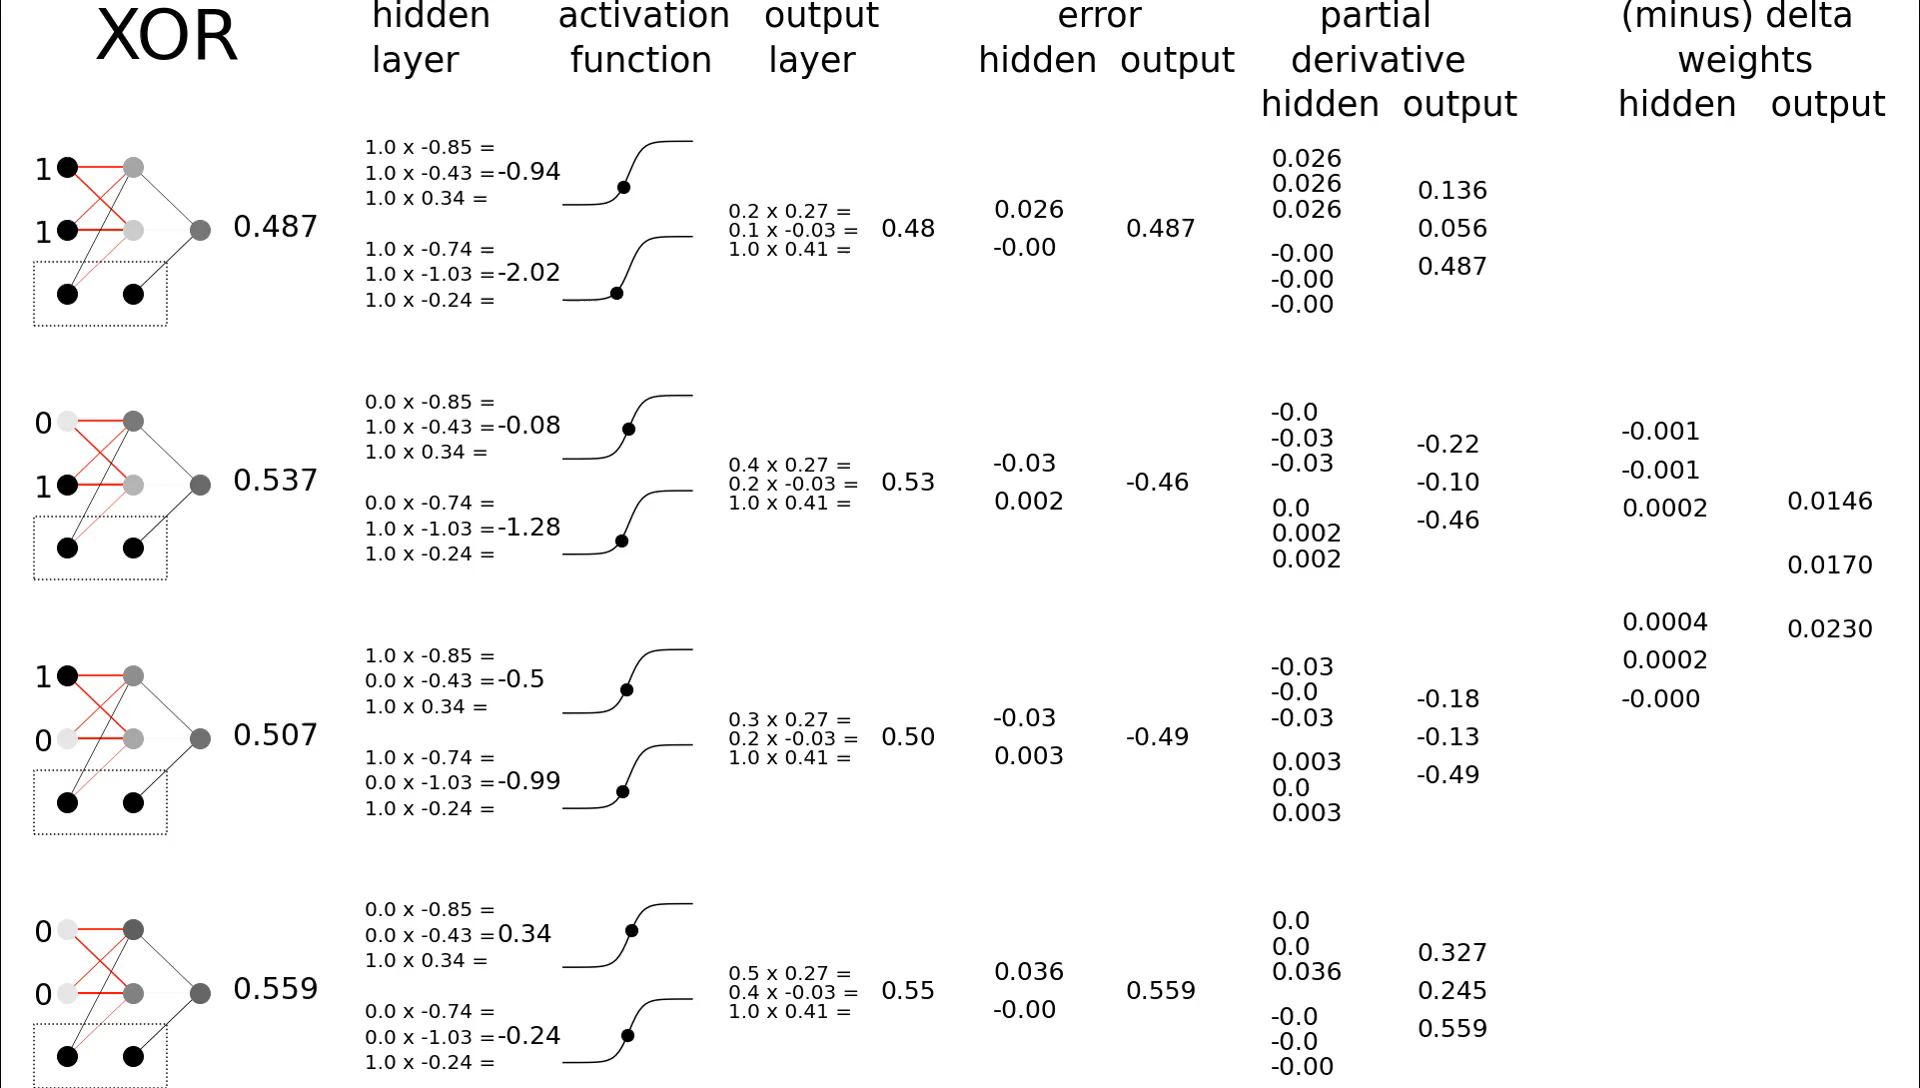 XOR
hidden layer
activation function
output layer
error
hidden output
partial derivative
hidden output
(minus) delta weights
hidden output
1
1
0.487
1.0 x -0.85 =
1.0 x -0.43 = -0.94
1.0 x 0.34 =
1.0 x -0.74 =
1.0 x -1.03 = -2.02
1.0 x -0.24 =
0.2 x 0.27 =
0.1 x -0.03 = 0.48
1.0 x 0.41 =
0.026
-0.00
0.487
0.026
0.026
0.026
-0.00
-0.00
-0.00
0.136
0.056
0.487
0
1
0.537
0.0 x -0.85 =
1.0 x -0.43 = -0.08
1.0 x 0.34 =
0.0 x -0.74 =
1.0 x -1.03 = -1.28
1.0 x -0.24 =
0.4 x 0.27 =
0.2 x -0.03 = 0.53
1.0 x 0.41 =
-0.03
0.002
-0.46
-0.0
-0.03
-0.03
0.0
0.002
0.002
-0.22
-0.10
-0.46
-0.001
-0.001
0.0002
0.0004
0.0002
-0.000
0.0146
0.0170
0.0230
1
0
0.507
1.0 x -0.85 =
0.0 x -0.43 = -0.5
1.0 x 0.34 =
1.0 x -0.74 =
0.0 x -1.03 = -0.99
1.0 x -0.24 =
0.3 x 0.27 =
0.2 x -0.03 = 0.50
1.0 x 0.41 =
-0.03
0.003
-0.49
-0.03
-0.0
-0.03
0.003
0.0
0.003
-0.18
-0.13
-0.49
0
0
0.559
0.0 x -0.85 =
0.0 x -0.43 = 0.34
1.0 x 0.34 =
0.0 x -0.74 =
0.0 x -1.03 = -0.24
1.0 x -0.24 =
0.5 x 0.27 =
0.4 x -0.03 = 0.55
1.0 x 0.41 =
0.036
-0.00
0.559
0.0
0.0
0.036
-0.0
-0.0
-0.00
0.327
0.245
0.559